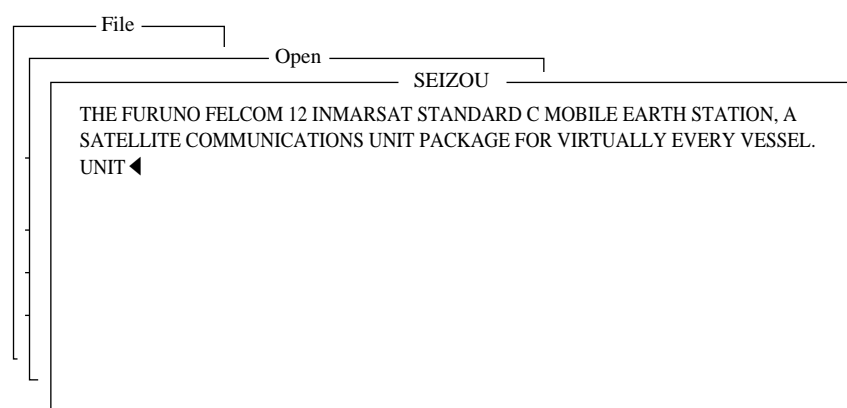 File
Open
SEIZOU
THE FURUNO FELCOM 12 INMARSAT STANDARD C MOBILE EARTH STATION, A
SATELLITE COMMUNICATIONS UNIT PACKAGE FOR VIRTUALLY EVERY VESSEL.
UNIT